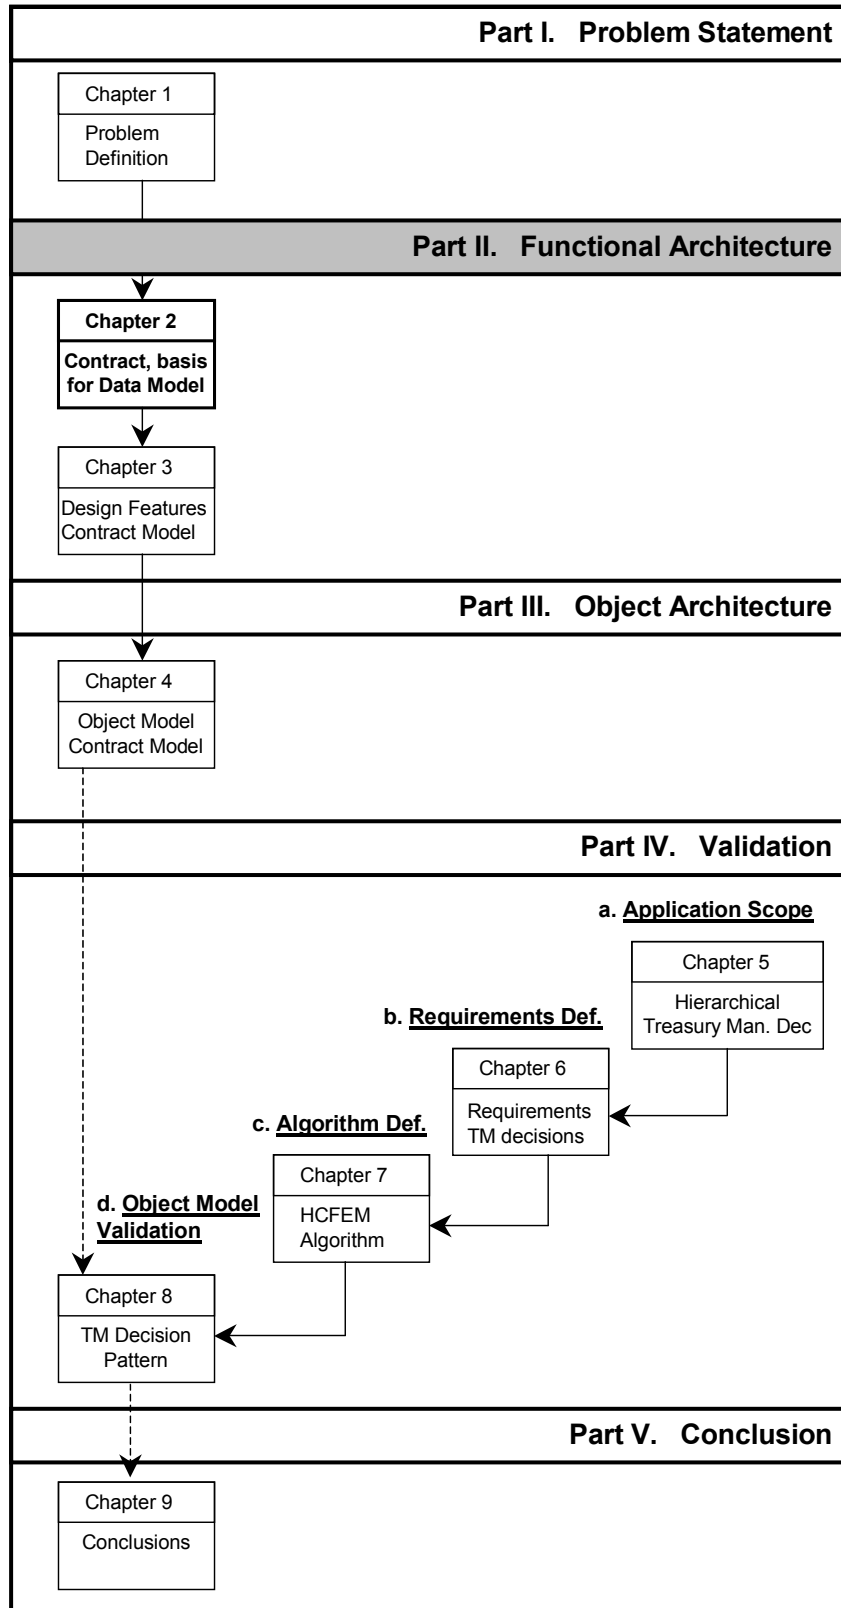 Part I. Problem Statement
Chapter 1
Problem
Definition
Part II. Functional Architecture
Chapter 2
Contract, basis
for Data Model
Chapter 3
Design Features
Contract Model
Part III. Object Architecture
Chapter 4
Object Model
Contract Model
Part IV. Validation
a. Application Scope
Chapter 5
Hierarchical
Treasury Man. Dec
b. Requirements Def.
Chapter 6
Requirements
TM decisions
c. Algorithm Def.
Chapter 7
HCFEM
Algorithm
d. Object Model
Validation
Chapter 8
TM Decision
Pattern
Part V. Conclusion
Chapter 9
Conclusions